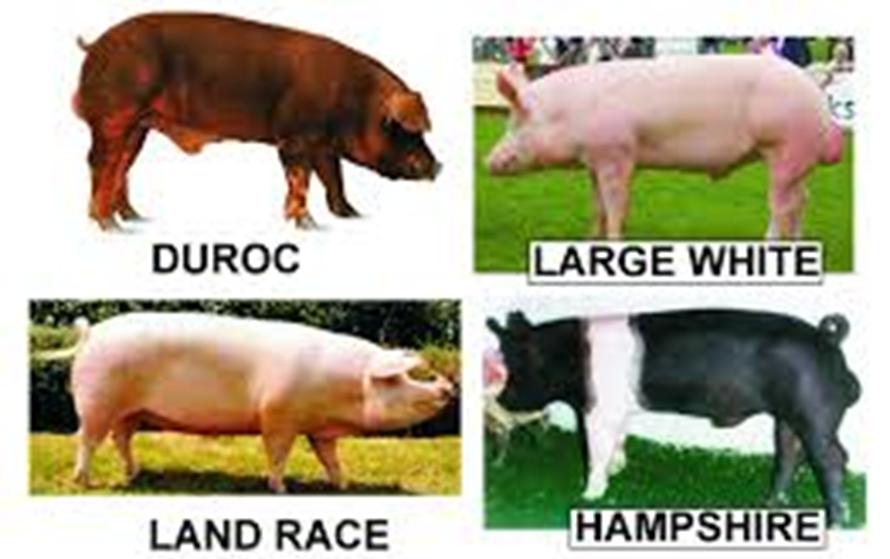 DUROC
LARGE WHITE
LAND RACE
HAMPSHIRE